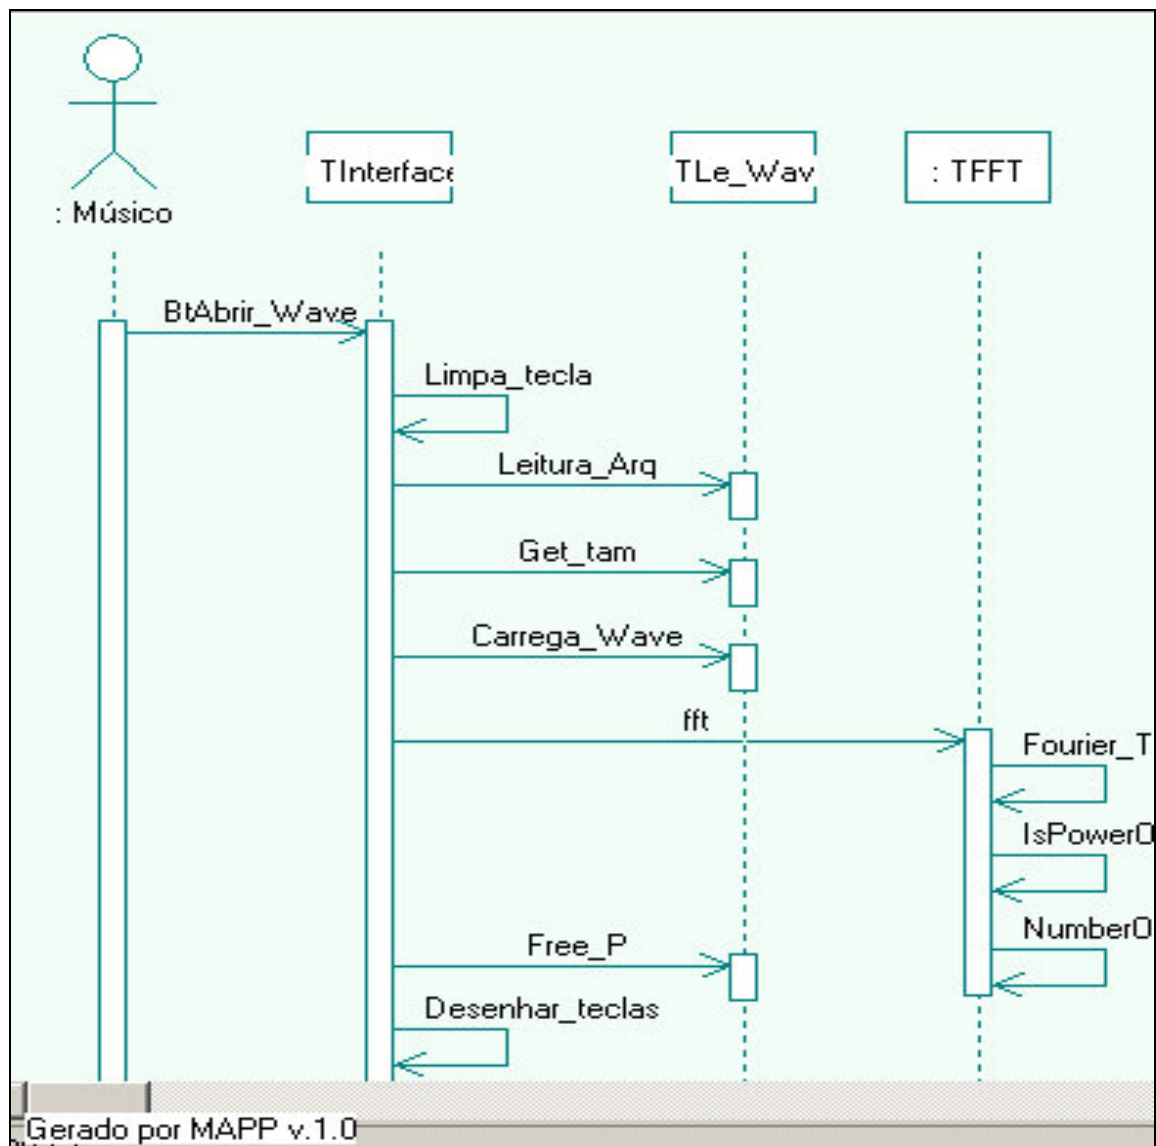 : Músico
TInterface
TLe_Wav
: TFFT
BtAbrir_Wave
Limpa_tecla
Leitura_Arq
Get_tam
Carrega_Wave
fft
Fourier_T
IsPowerO
NumberO
Free_P
Desenhar_teclas
Gerado por MAPP v.1.0